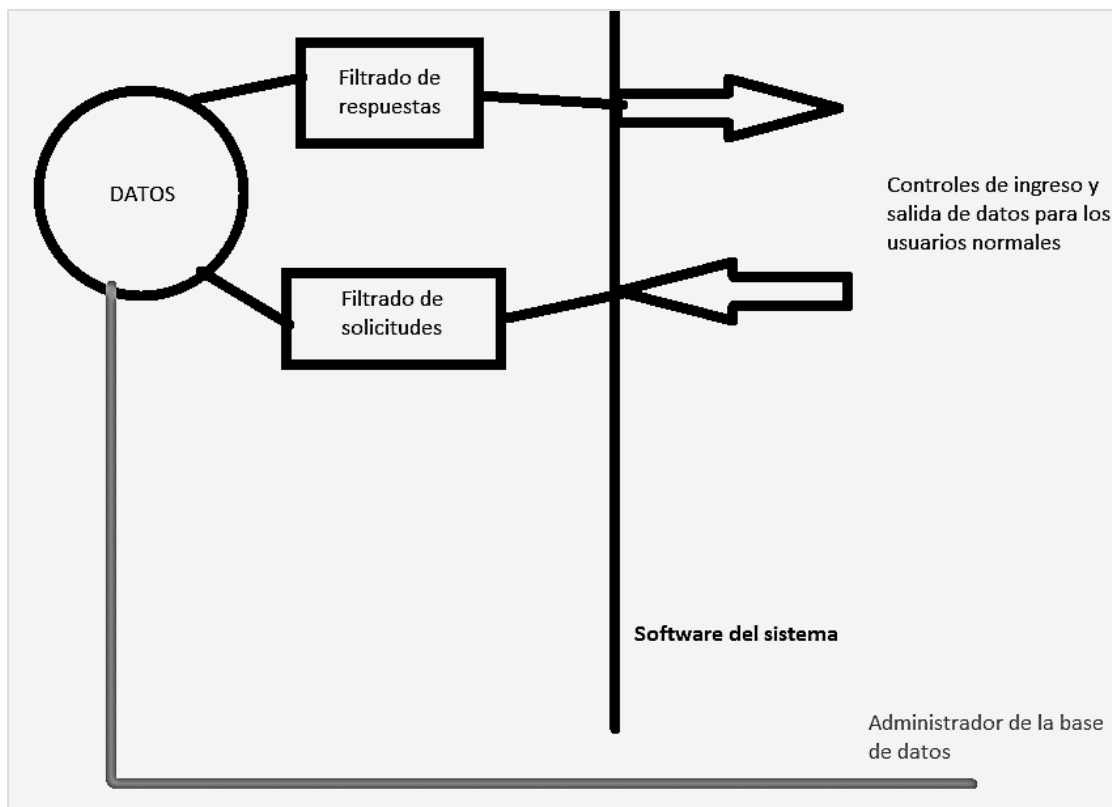 Filtrado de
respuestas
DATOS
Controles de ingreso y
salida de datos para los
usuarios normales
Filtrado de
solicitudes
Software del sistema
Administrador de la base
de datos